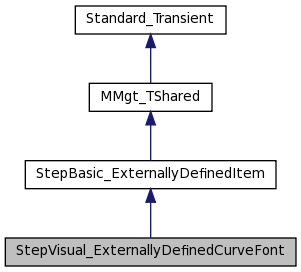 Standard_Transient
MMgt_TShared
StepBasic_ExternallyDefinedItem
StepVisual_ExternallyDefinedCurveFont